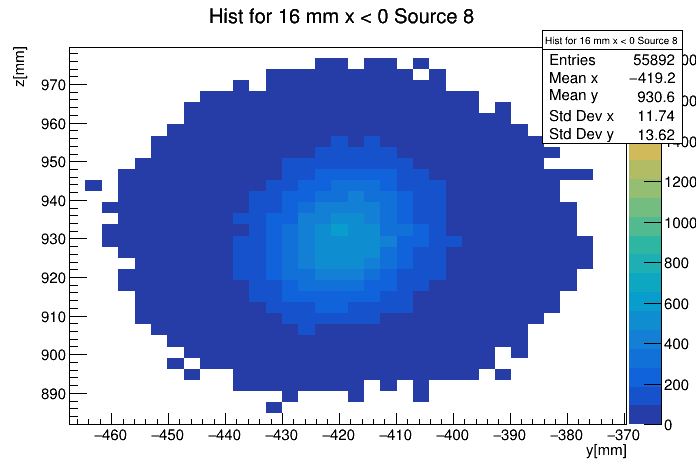 Hist for 16 mm x < 0 Source 8
z[mm]
Hist for 16 mm x < 0 Source 8
Entries 55892
Mean x −419.2
Mean y 930.6
Std Dev x 11.74
Std Dev y 13.62
970
960
950
940
930
920
910
900
890
1200
1000
800
600
400
200
0
−460 −450 −440 −430 −420 −410 −400 −390 −380 −370
y[mm]